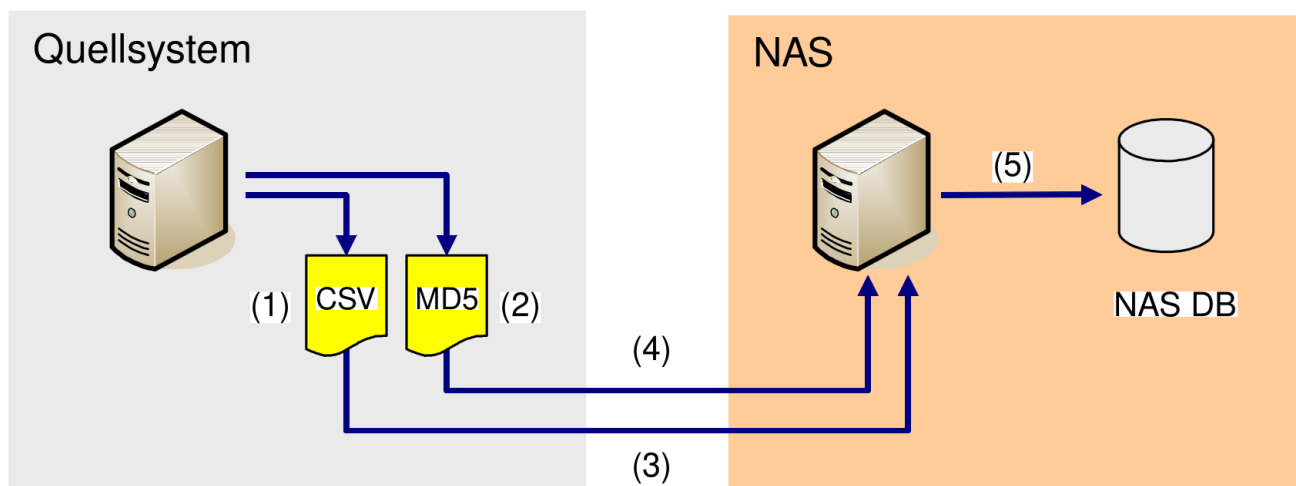 Quellsystem
NAS
(5)
(1)
CSV
MD5
(2)
NAS DB
(4)
(3)